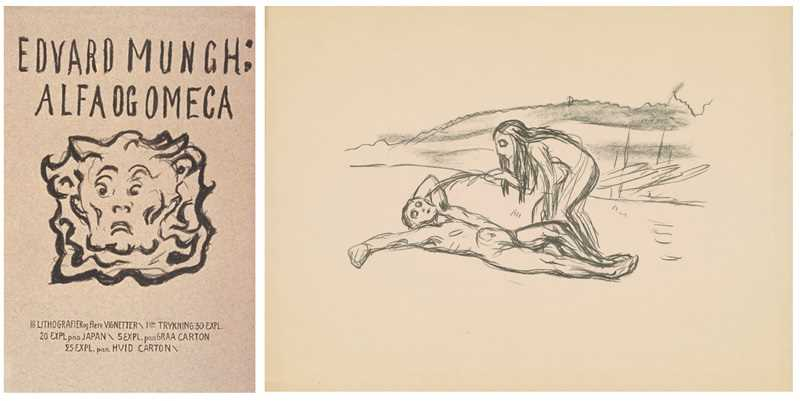 EDVARD MUNGH:
ALFA OG OMEGA
18 LITHOGRAFIER og flere VIGNETTER \ 1ste TRYKNING 30 EXPL.
20 EXPL paa JAPAN \ 5 EXPL. paa GRAA CARTON
25 EXPL. paa HVID CARTON \